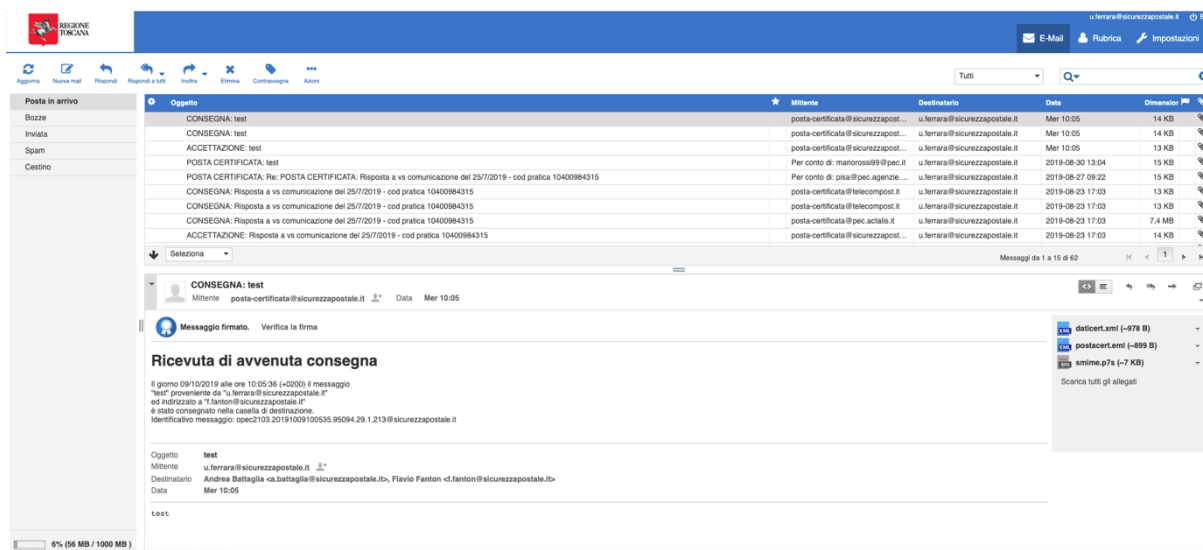 REGIONE
TOSCANA
u.ferrara@sicurezzapostale.it
E-Mail Rubrica Impostazioni
Aggiorna Nuova mail Rispondi Rispondi a tutti Inoltra Elimina Contrassegna Azioni
Tutti
Posta in arrivo
Bozze
Inviata
Spam
Cestino
Oggetto Mittente Destinatario Data Dimension
CONSEGNA: test posta-certificata@sicurezzapost... u.ferrara@sicurezzapostale.it Mer 10:05 14 KB
CONSEGNA: test posta-certificata@sicurezzapost... u.ferrara@sicurezzapostale.it Mer 10:05 14 KB
ACCETTAZIONE: test posta-certificata@sicurezzapost... u.ferrara@sicurezzapostale.it Mer 10:05 13 KB
POSTA CERTIFICATA: test Per conto di: mariorossi99@pec.it u.ferrara@sicurezzapostale.it 2019-08-30 13:04 15 KB
POSTA CERTIFICATA: Re: POSTA CERTIFICATA: Risposta a vs comunicazione del 25/7/2019 - cod pratica 10400984315 Per conto di: pisa@pec.agenzie.... u.ferrara@sicurezzapostale.it 2019-08-27 09:22 15 KB
CONSEGNA: Risposta a vs comunicazione del 25/7/2019 - cod pratica 10400984315 posta-certificata@telecompost.it u.ferrara@sicurezzapostale.it 2019-08-23 17:03 13 KB
CONSEGNA: Risposta a vs comunicazione del 25/7/2019 - cod pratica 10400984315 posta-certificata@telecompost.it u.ferrara@sicurezzapostale.it 2019-08-23 17:03 13 KB
CONSEGNA: Risposta a vs comunicazione del 25/7/2019 - cod pratica 10400984315 posta-certificata@pec.actalis.it u.ferrara@sicurezzapostale.it 2019-08-23 17:03 7,4 MB
ACCETTAZIONE: Risposta a vs comunicazione del 25/7/2019 - cod pratica 10400984315 posta-certificata@sicurezzapost... u.ferrara@sicurezzapostale.it 2019-08-23 17:03 14 KB
Seleziona Messaggi da 1 a 15 di 62 1
CONSEGNA: test
Mittente posta-certificata@sicurezzapostale.it Data Mer 10:05
Messaggio firmato. Verifica la firma
daticert.xml (~978 B)
postacert.eml (~899 B)
smime.p7s (~7 KB)
Scarica tutti gli allegati
Ricevuta di avvenuta consegna
Il giorno 09/10/2019 alle ore 10:05:36 (+0200) il messaggio
"test" proveniente da "u.ferrara@sicurezzapostale.it"
ed indirizzato a "f.fanton@sicurezzapostale.it"
è stato consegnato nella casella di destinazione.
Identificativo messaggio: opec2103.20191009100535.95094.29.1.213@sicurezzapostale.it
Oggetto test
Mittente u.ferrara@sicurezzapostale.it
Destinatario Andrea Battaglia <a.battaglia@sicurezzapostale.it>, Flavio Fanton <f.fanton@sicurezzapostale.it>
Data Mer 10:05
test
6% (56 MB / 1000 MB )